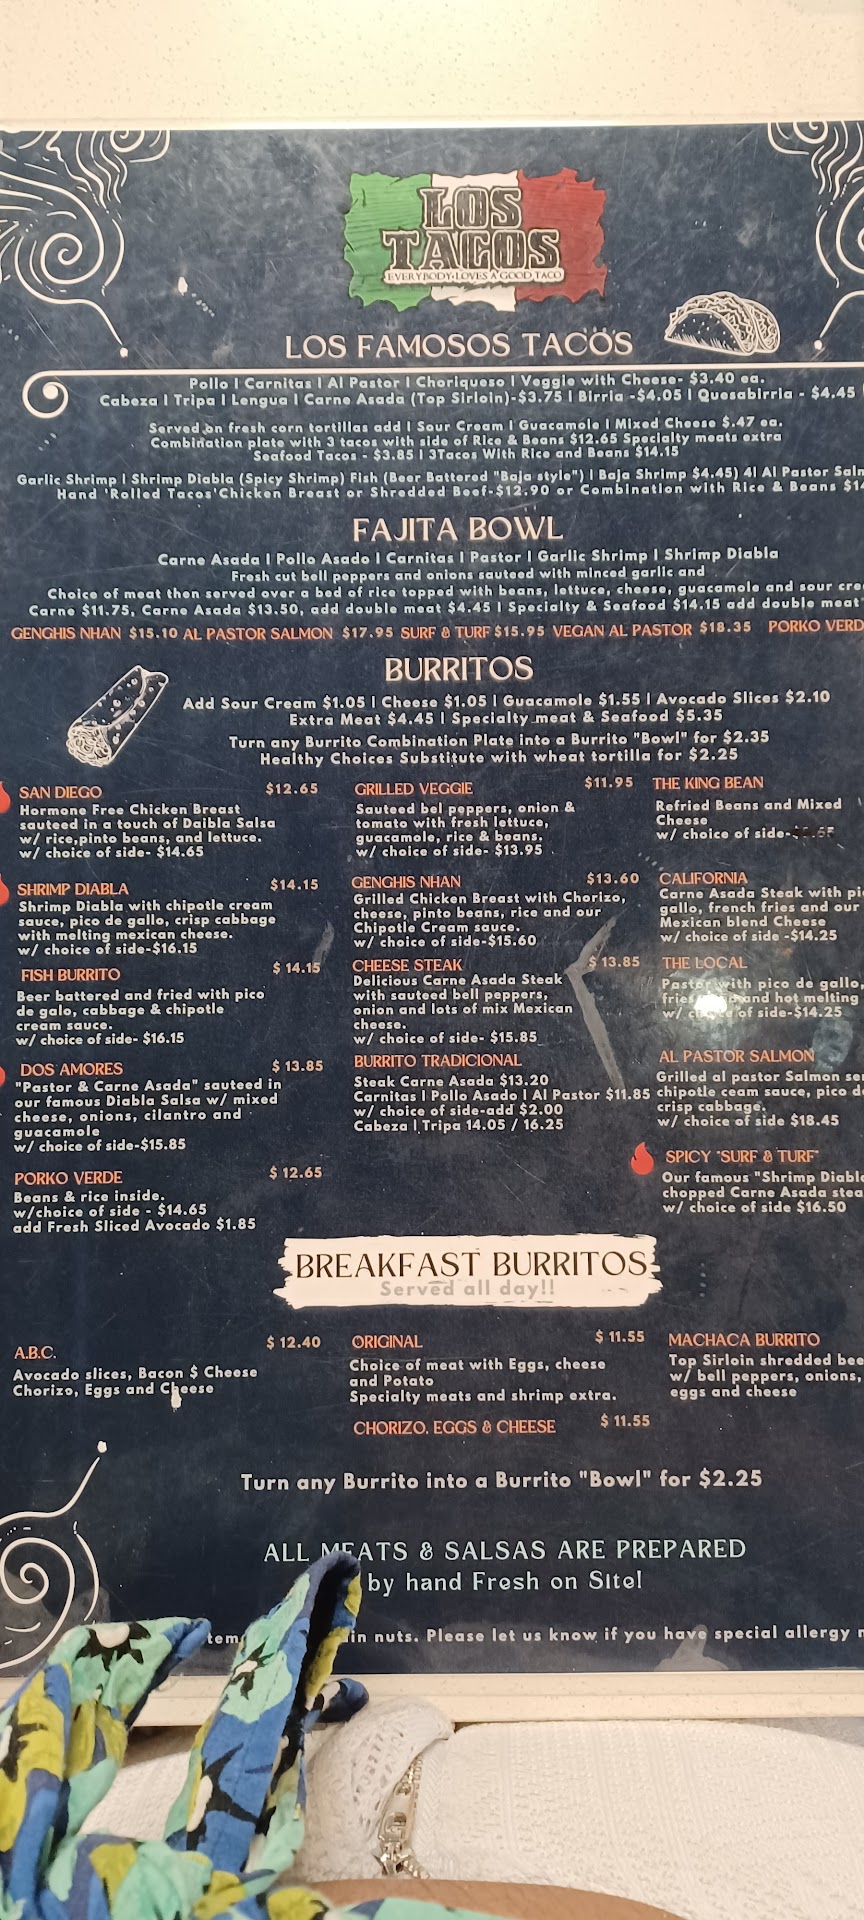 LOS
TACOS
EVERYBODY LOVES A GOOD TACO
LOS FAMOSOS TACOS
Pollo | Carnitas | Al Pastor | Choriqueso | Veggie with Cheese- $3.40 ea.
Cabeza | Tripa | Lengua | Carne Asada (Top Sirloin)-$3.75 | Birria -$4.05 | Quesabirria - $4.45
Served on fresh corn tortillas add | Sour Cream | Guacamole | Mixed Cheese $.47 ea.
Combination plate with 3 tacos with side of Rice & Beans $12.65 Specialty meats extra
Seafood Tacos - $3.85 | 3Tacos With Rice and Beans $14.15
Garlic Shrimp | Shrimp Diabla (Spicy Shrimp) Fish (Beer Battered "Baja style") | Baja Shrimp $4.45) 4| Al Pastor
Hand 'Rolled Tacos'Chicken Breast or Shredded Beef-$12.90 or Combination with Rice & Beans
FAJITA BOWL
Carne Asada | Pollo Asado | Carnitas | Pastor | Garlic Shrimp | Shrimp Diabla
Fresh cut bell peppers and onions sauteed with minced garlic and
Choice of meat then served over a bed of rice topped with beans, lettuce, cheese, guacamole and sour
Carne $11.75, Carne Asada $13.50, add double meat $4.45 | Specialty & Seafood $14.15 add double meat
GENGHIS NHAN $15.10 AL PASTOR SALMON $17.95 SURF & TURF $15.95 VEGAN AL PASTOR $18.35 PORKO VERD
BURRITOS
Add Sour Cream $1.05 | Cheese $1.05 | Guacamole $1.55 | Avocado Slices $2.10
Extra Meat $4.45 | Specialty meat & Seafood $5.35
Turn any Burrito Combination Plate into a Burrito "Bowl" for $2.35
Healthy Choices Substitute with wheat tortilla for $2.25
SAN DIEGO $12.65
Hormone Free Chicken Breast
sauteed in a touch of Daibla Salsa
w/ rice,pinto beans, and lettuce.
w/ choice of side- $14.65
SHRIMP DIABLA $14.15
Shrimp Diabla with chipotle cream
sauce, pico de gallo, crisp cabbage
with melting mexican cheese.
w/ choice of side-$16.15
FISH BURRITO $ 14.15
Beer battered and fried with pico
de galo, cabbage & chipotle
cream sauce.
w/ choice of side- $16.15
DOS AMORES $ 13.85
"Pastor & Carne Asada" sauteed in
our famous Diabla Salsa w/ mixed
cheese, onions, cilantro and
guacamole
w/ choice of side-$15.85
PORKO VERDE $ 12.65
Beans & rice inside.
w/choice of side - $14.65
add Fresh Sliced Avocado $1.85
GRILLED VEGGIE $11.95
Sauteed bel peppers, onion &
tomato with fresh lettuce,
guacamole, rice & beans.
w/ choice of side- $13.95
GENGHIS NHAN $13.60
Grilled Chicken Breast with Chorizo,
cheese, pinto beans, rice and our
Chipotle Cream sauce.
w/ choice of side-$15.60
CHEESE STEAK $ 13.85
Delicious Carne Asada Steak
with sauteed bell peppers,
onion and lots of mix Mexican
cheese.
w/ choice of side- $15.85
BURRITO TRADICIONAL
Steak Carne Asada $13.20
Carnitas | Pollo Asado | Al Pastor $11.85
w/ choice of side-add $2.00
Cabeza | Tripa 14.05 / 16.25
THE KING BEAN
Refried Beans and Mixed
Cheese
w/ choice of side-
CALIFORNIA
Carne Asada Steak with
gallo, french fries and our
Mexican blend Cheese
w/ choice of side -$14.25
THE LOCAL
Pastor with pico de gallo,
fries and hot melting
w/ of side-$14.25
AL PASTOR SALMON
Grilled al pastor Salmon
chipotle ceam sauce, pico
crisp cabbage.
w/ choice of side $18.45
SPICY "SURF & TURF"
Our famous "Shrimp
chopped Carne Asada
w/ choice of side $16.50
BREAKFAST BURRITOS
Served all day!!
A.B.C. $ 12.40
Avocado slices, Bacon $ Cheese
Chorizo, Eggs and Cheese
ORIGINAL $ 11.55
Choice of meat with Eggs, cheese
and Potato
Specialty meats and shrimp extra.
CHORIZO, EGGS & CHEESE $ 11.55
MACHACA BURRITO
Top Sirloin shredded
w/ bell peppers, onions,
eggs and cheese
Turn any Burrito into a Burrito "Bowl" for $2.25
ALL MEATS & SALSAS ARE PREPARED
by hand Fresh on Site!
in nuts. Please let us know if you have special allergy